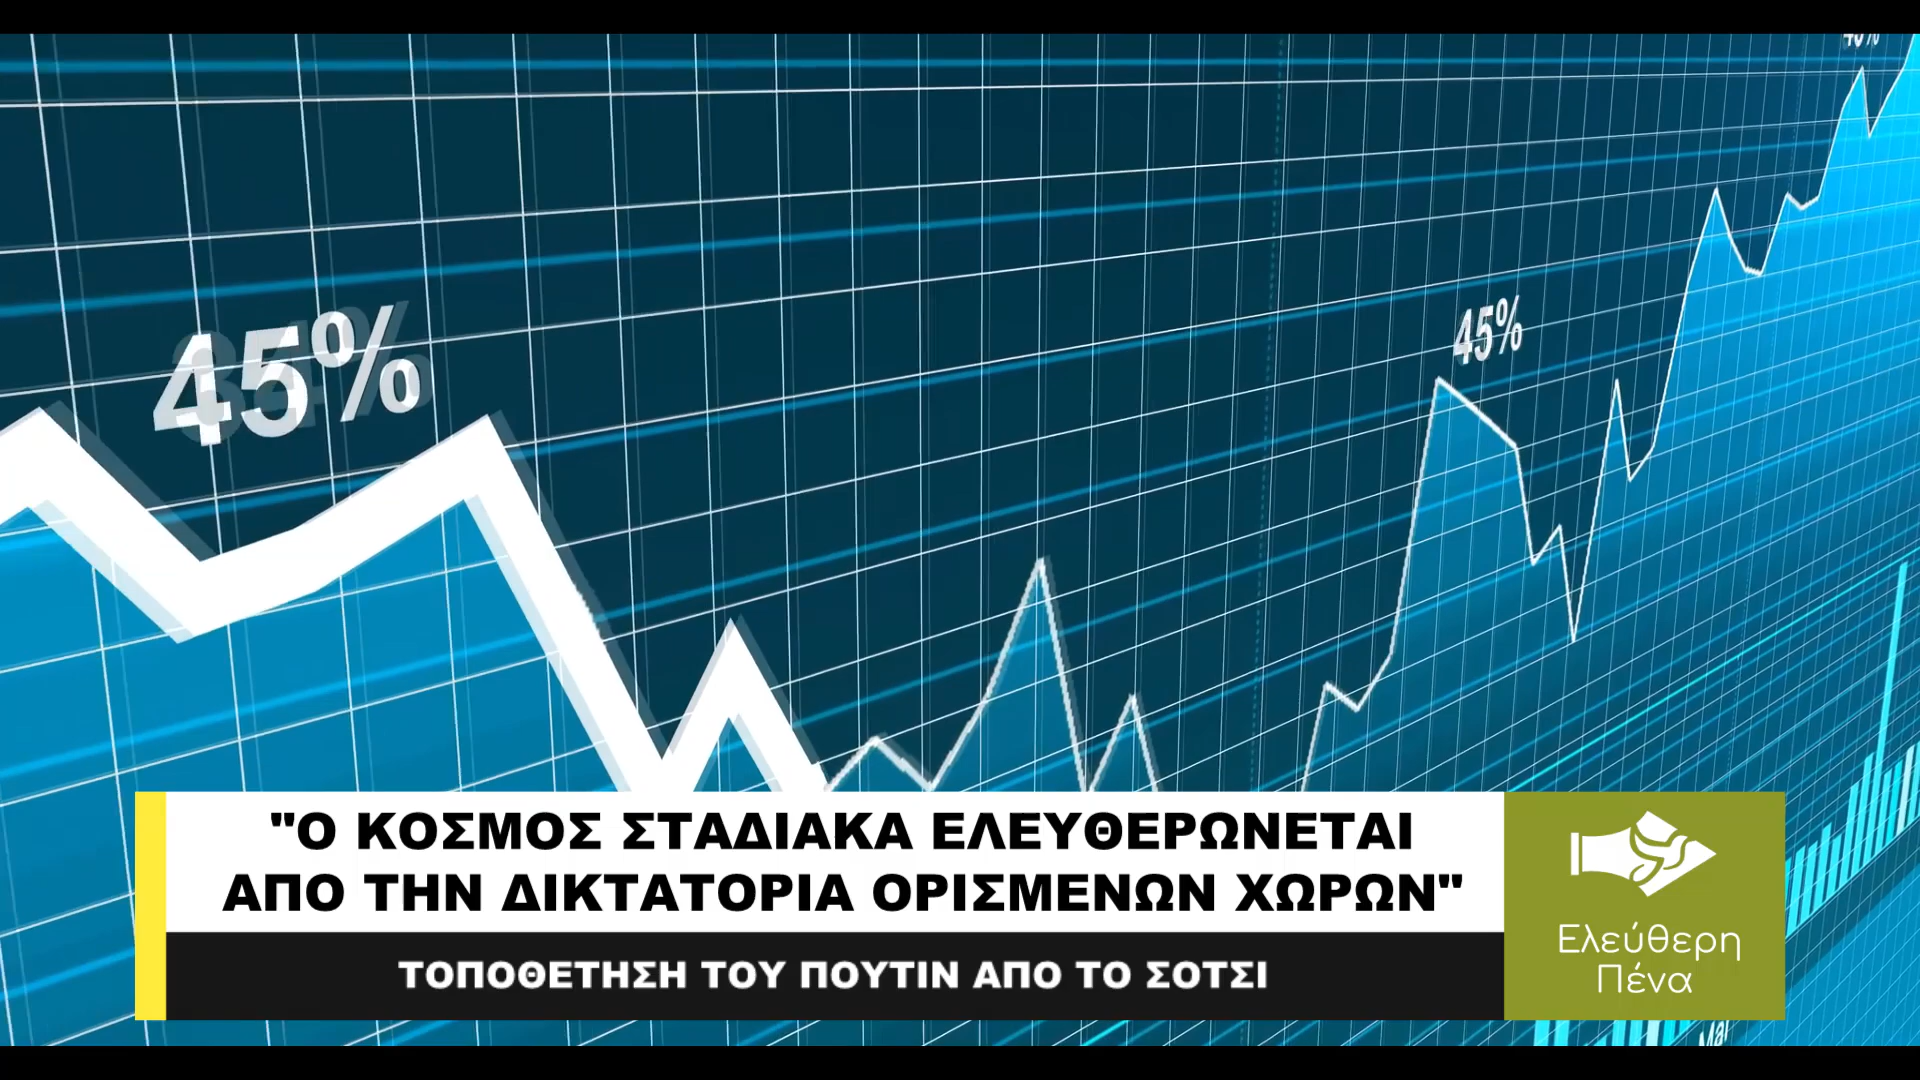 45%
45%
"Ο ΚΟΣΜΟΣ ΣΤΑΔΙΑΚΑ ΕΛΕΥΘΕΡΩΝΕΤΑΙ
ΑΠΟ ΤΗΝ ΔΙΚΤΑΤΟΡΙΑ ΟΡΙΣΜΕΝΩΝ ΧΩΡΩΝ"
ΤΟΠΟΘΕΤΗΣΗ ΤΟΥ ΠΟΥΤΙΝ ΑΠΟ ΤΟ ΣΟΤΣΙ
Ελεύθερη
Πένα